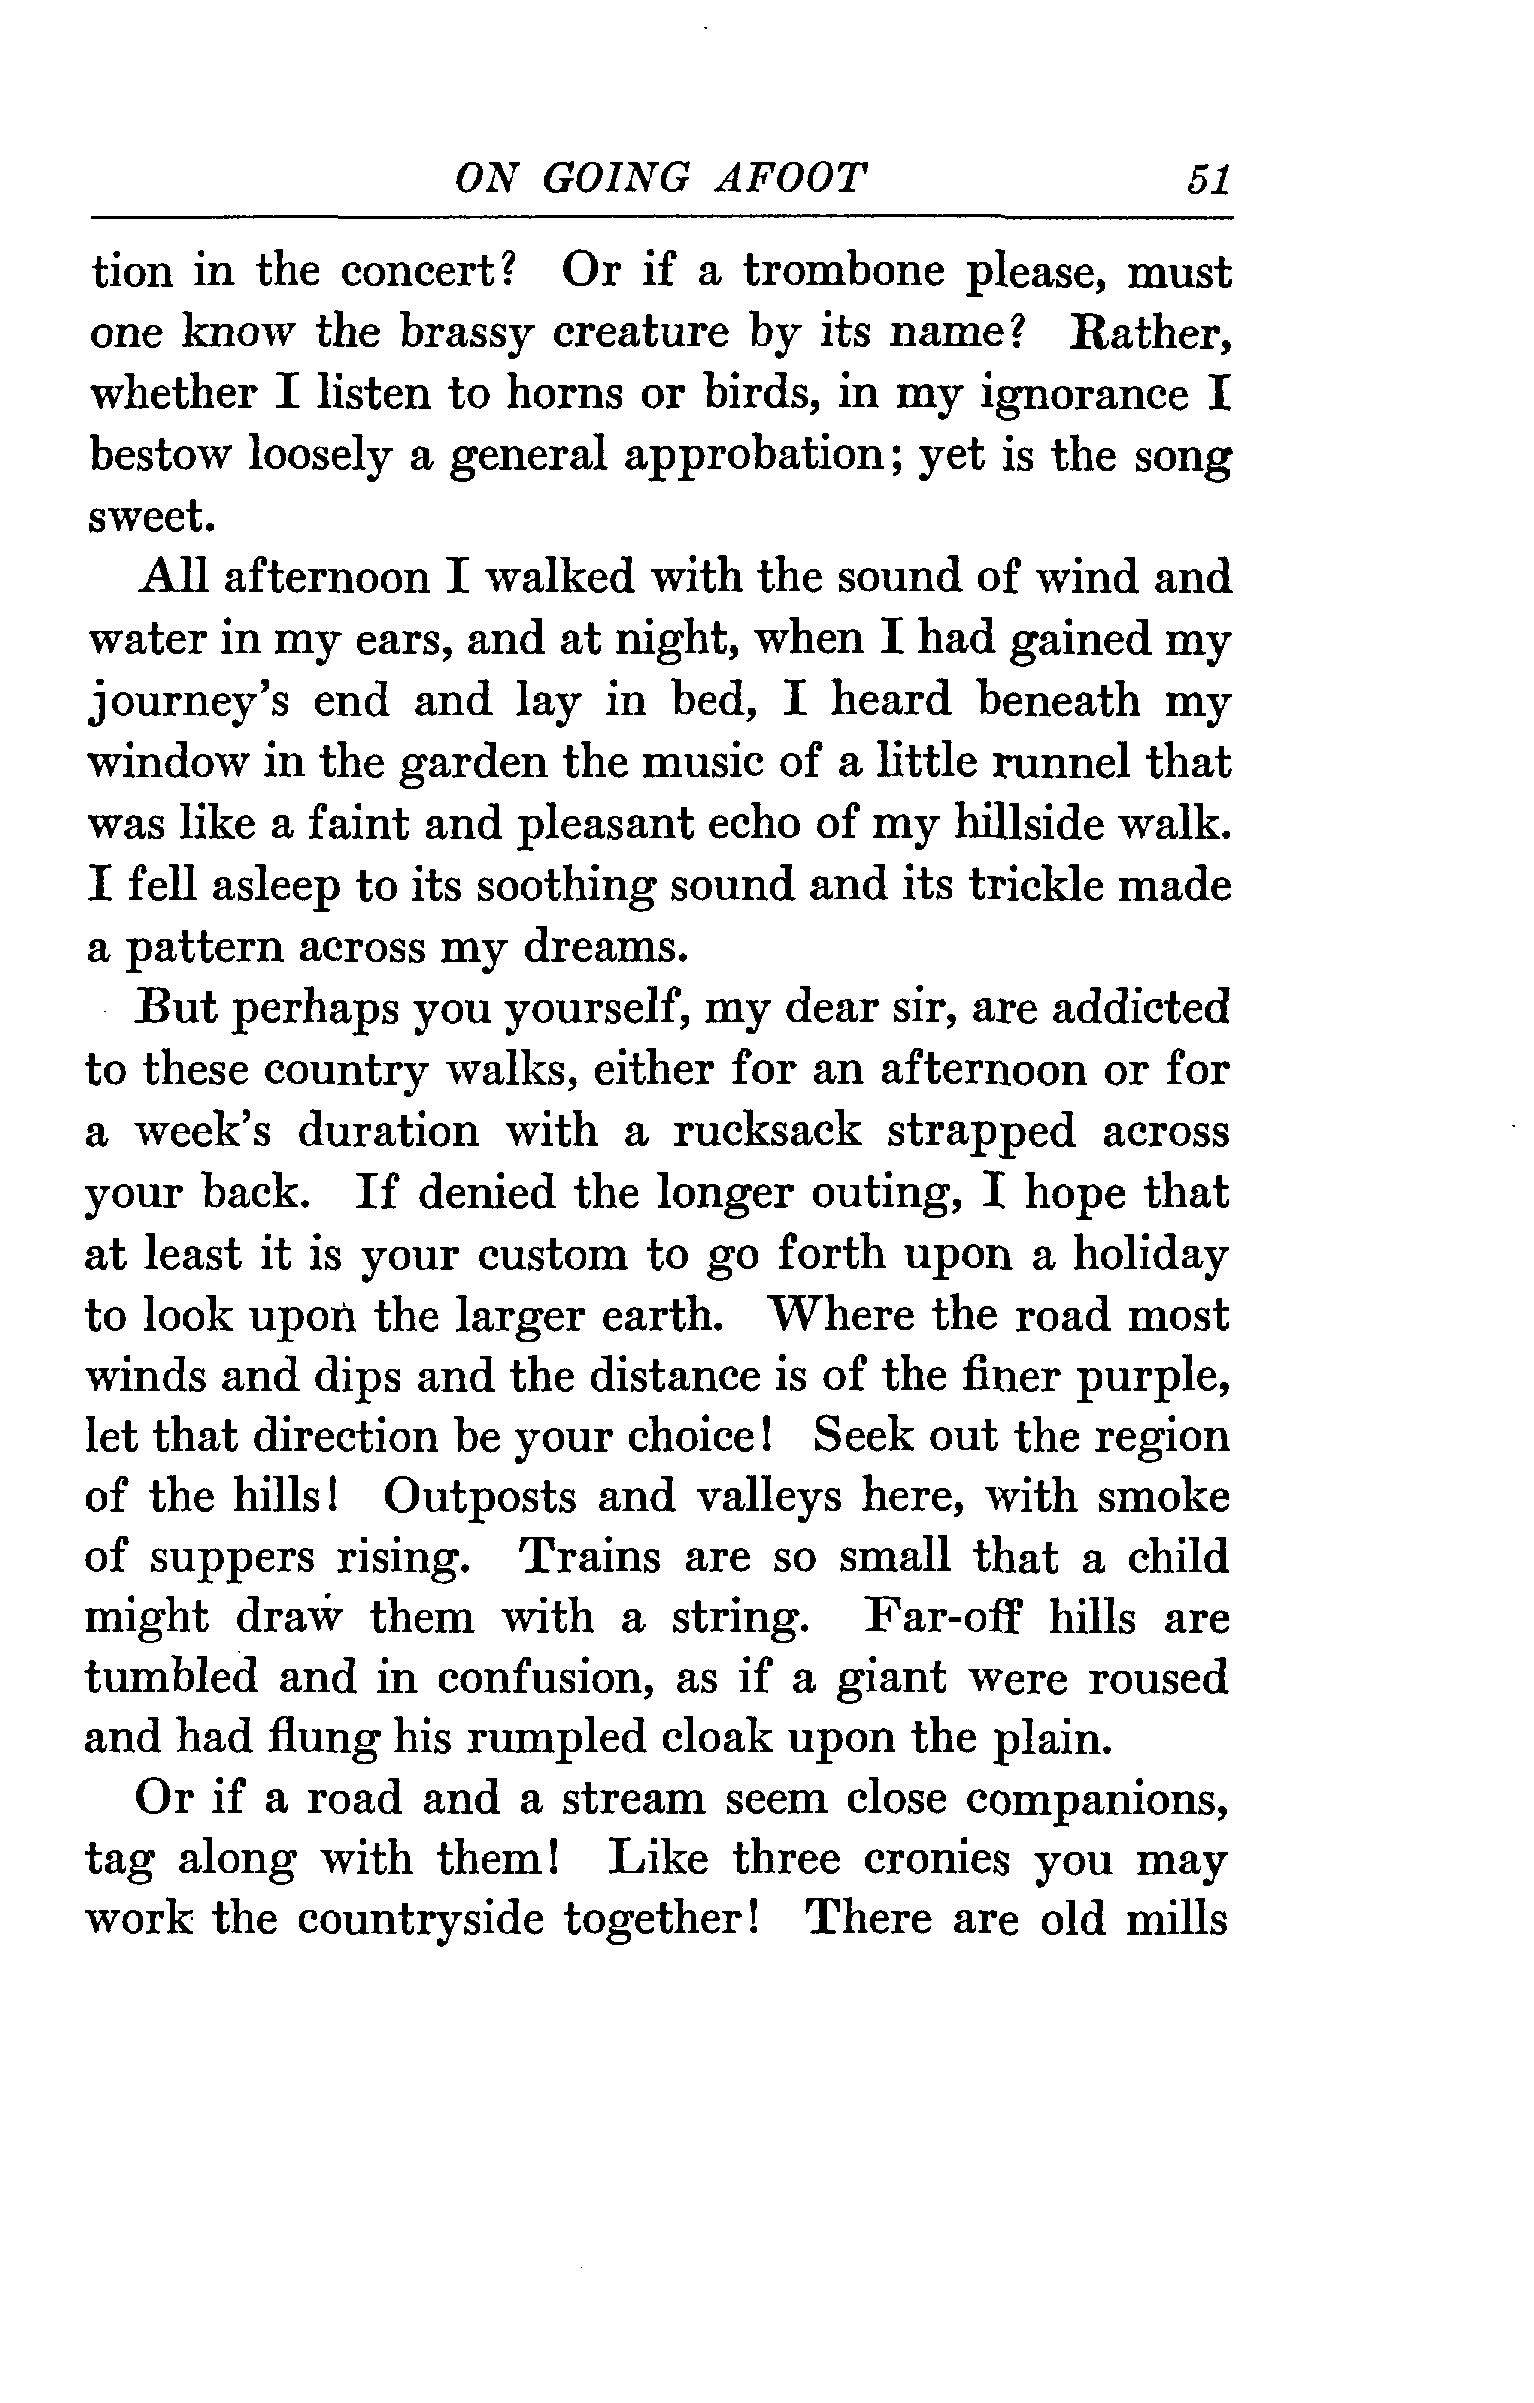 ON GOING AFOOT 51
tion in the concert? Or if a trombone please, must
one know the brassy creature by its name? Rather,
whether I listen to horns or birds, in my ignorance I
bestow loosely a general approbation; yet is the song
sweet.
All afternoon I walked with the sound of wind and
water in my ears, and at night, when I had gained my
journey's end and lay in bed, I heard beneath my
window in the garden the music of a little runnel that
was like a faint and pleasant echo of my hillside walk.
I fell asleep to its soothing sound and its trickle made
a pattern across my dreams.
But perhaps you yourself, my dear sir, are addicted
to these country walks, either for an afternoon or for
a week's duration with a rucksack strapped across
your back. If denied the longer outing, I hope that
at least it is your custom to go forth upon a holiday
to look upon the larger earth. Where the road most
winds and dips and the distance is of the finer purple,
let that direction be your choice! Seek out the region
of the hills! Outposts and valleys here, with smoke
of suppers rising. Trains are so small that a child
might draw them with a string. Far-off hills are
tumbled and in confusion, as if a giant were roused
and had flung his rumpled cloak upon the plain.
Or if a road and a stream seem close companions,
tag along with them! Like three cronies you may
work the countryside together! There are old mills